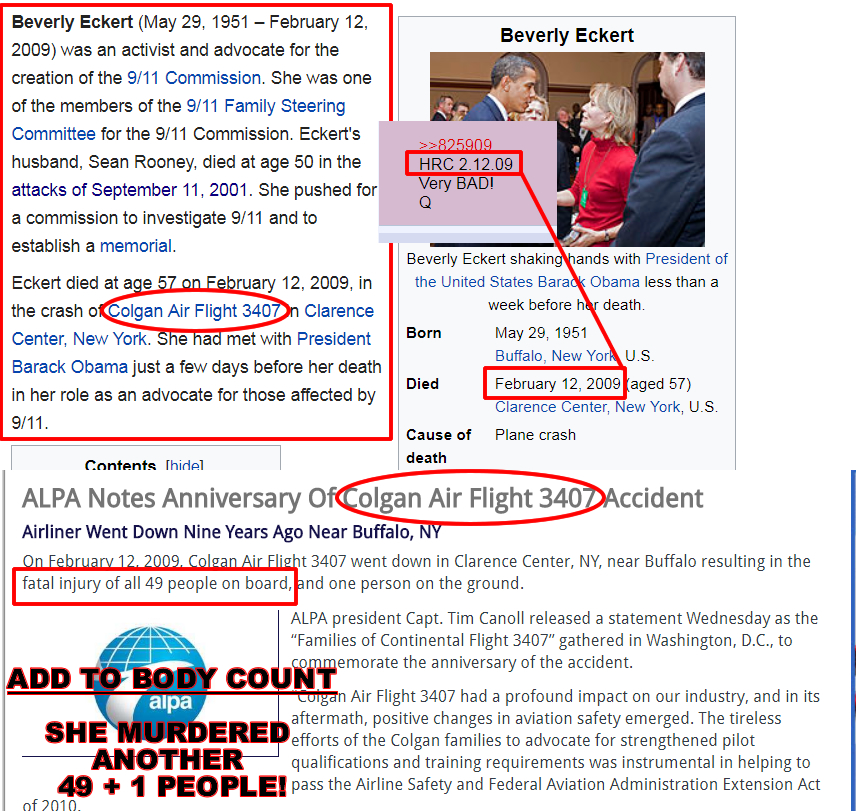 Beverly Eckert (May 29, 1951 – February 12,
2009) was an activist and advocate for the
creation of the 9/11 Commission. She was one
of the members of the 9/11 Family Steering
Committee for the 9/11 Commission. Eckert's
husband, Sean Rooney, died at age 50 in the
attacks of September 11, 2001. She pushed for
a commission to investigate 9/11 and to
establish a memorial.
Eckert died at age 57 on February 12, 2009, in
the crash of Colgan Air Flight 3407 in Clarence
Center, New York. She had met with President
Barack Obama just a few days before her death
in her role as an advocate for those affected by
9/11.
Contents [hide]
Beverly Eckert
>>825909
HRC 2.12.09
Very BAD!
Q
Beverly Eckert shaking hands with President of
the United States Barack Obama less than a
week before her death.
Born May 29, 1951
Buffalo, New York, U.S.
Died February 12, 2009 (aged 57)
Clarence Center, New York, U.S.
Cause of Plane crash
death
ALPA Notes Anniversary Of Colgan Air Flight 3407 Accident
Airliner Went Down Nine Years Ago Near Buffalo, NY
On February 12, 2009, Colgan Air Flight 3407 went down in Clarence Center, NY, near Buffalo resulting in the
fatal injury of all 49 people on board, and one person on the ground.
ALPA president Capt. Tim Canoll released a statement Wednesday as the
“Families of Continental Flight 3407” gathered in Washington, D.C., to
commemorate the anniversary of the accident.
"Colgan Air Flight 3407 had a profound impact on our industry, and in its
aftermath, positive changes in aviation safety emerged. The tireless
efforts of the Colgan families to advocate for strengthened pilot
qualifications and training requirements was instrumental in helping to
pass the Airline Safety and Federal Aviation Administration Extension Act
of 2010.
ADD TO BODY COUNT
alpa
SHE MURDERED
ANOTHER
49 + 1 PEOPLE!